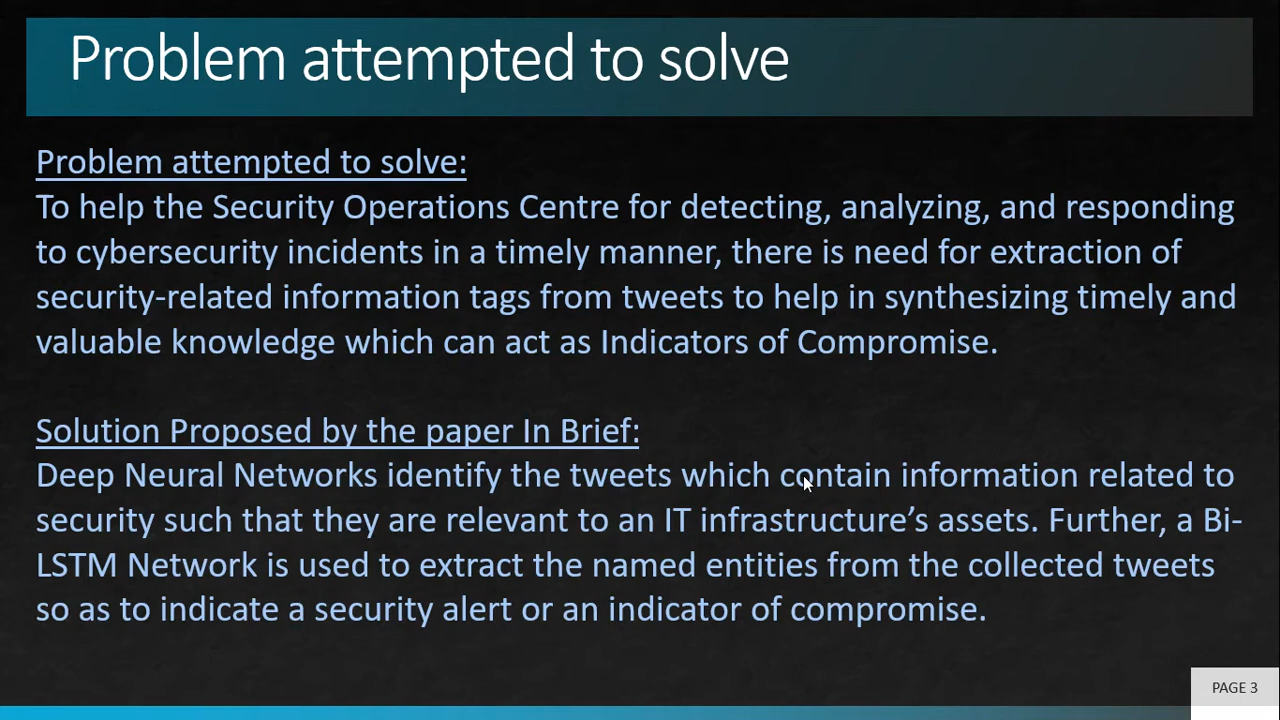 Problem attempted to solve
Problem attempted to solve:
To help the Security Operations Centre for detecting, analyzing, and responding
to cybersecurity incidents in a timely manner, there is need for extraction of
security-related information tags from tweets to help in synthesizing timely and
valuable knowledge which can act as Indicators of Compromise.
Solution Proposed by the paper In Brief:
Deep Neural Networks identify the tweets which contain information related to
security such that they are relevant to an IT infrastructure’s assets. Further, a Bi-
LSTM Network is used to extract the named entities from the collected tweets
so as to indicate a security alert or an indicator of compromise.
PAGE 3